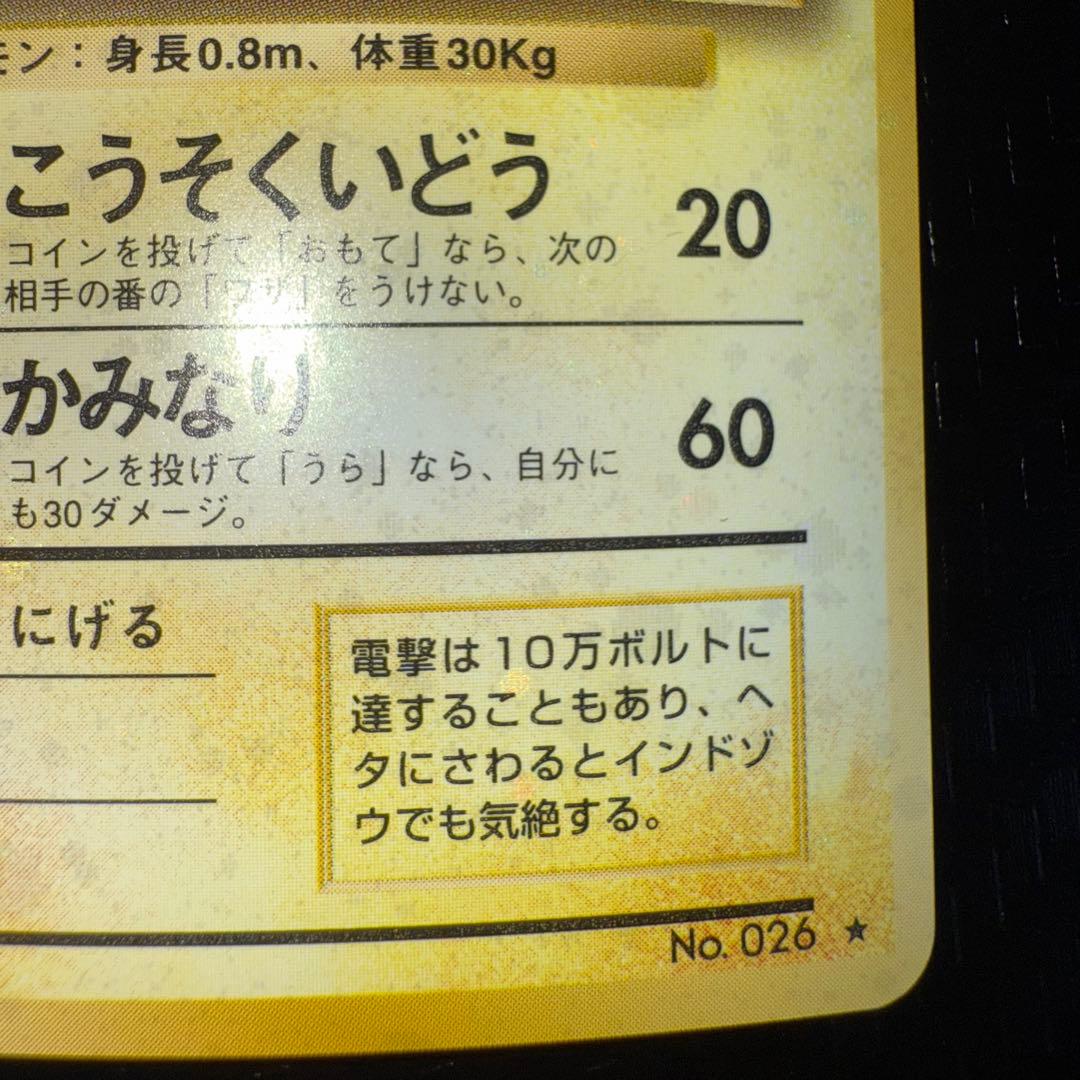 モン：身長0.8m、体重30Kg
こうそくいどう 20
コインを投げて「おもて」なら、次の
相手の番の「ワザ」をうけない。
かみなり 60
コインを投げて「うら」なら、自分に
も30ダメージ。
にげる
電撃は10万ボルトに
達することもあり、ヘ
タにさわるとインドゾ
ウでも気絶する。
No. 026 ★